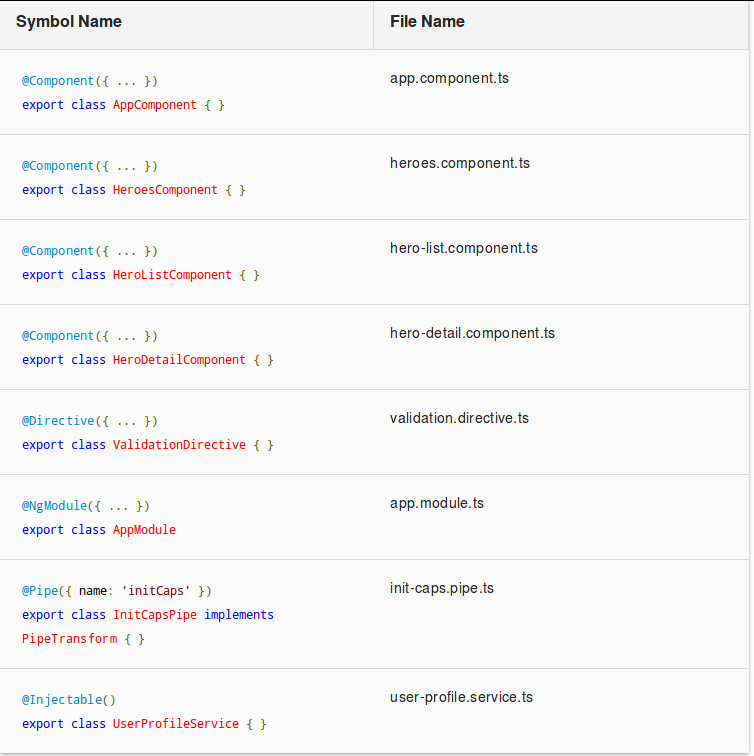 Symbol Name File Name
@Component({ ... }) app.component.ts
export class AppComponent { }
@Component({ ... }) heroes.component.ts
export class HeroesComponent { }
@Component({ ... }) hero-list.component.ts
export class HeroListComponent { }
@Component({ ... }) hero-detail.component.ts
export class HeroDetailComponent { }
@Directive({ ... }) validation.directive.ts
export class ValidationDirective { }
@NgModule({ ... }) app.module.ts
export class AppModule
@Pipe({ name: 'initCaps' }) init-caps.pipe.ts
export class InitCapsPipe implements
PipeTransform { }
@Injectable() user-profile.service.ts
export class UserProfileService { }